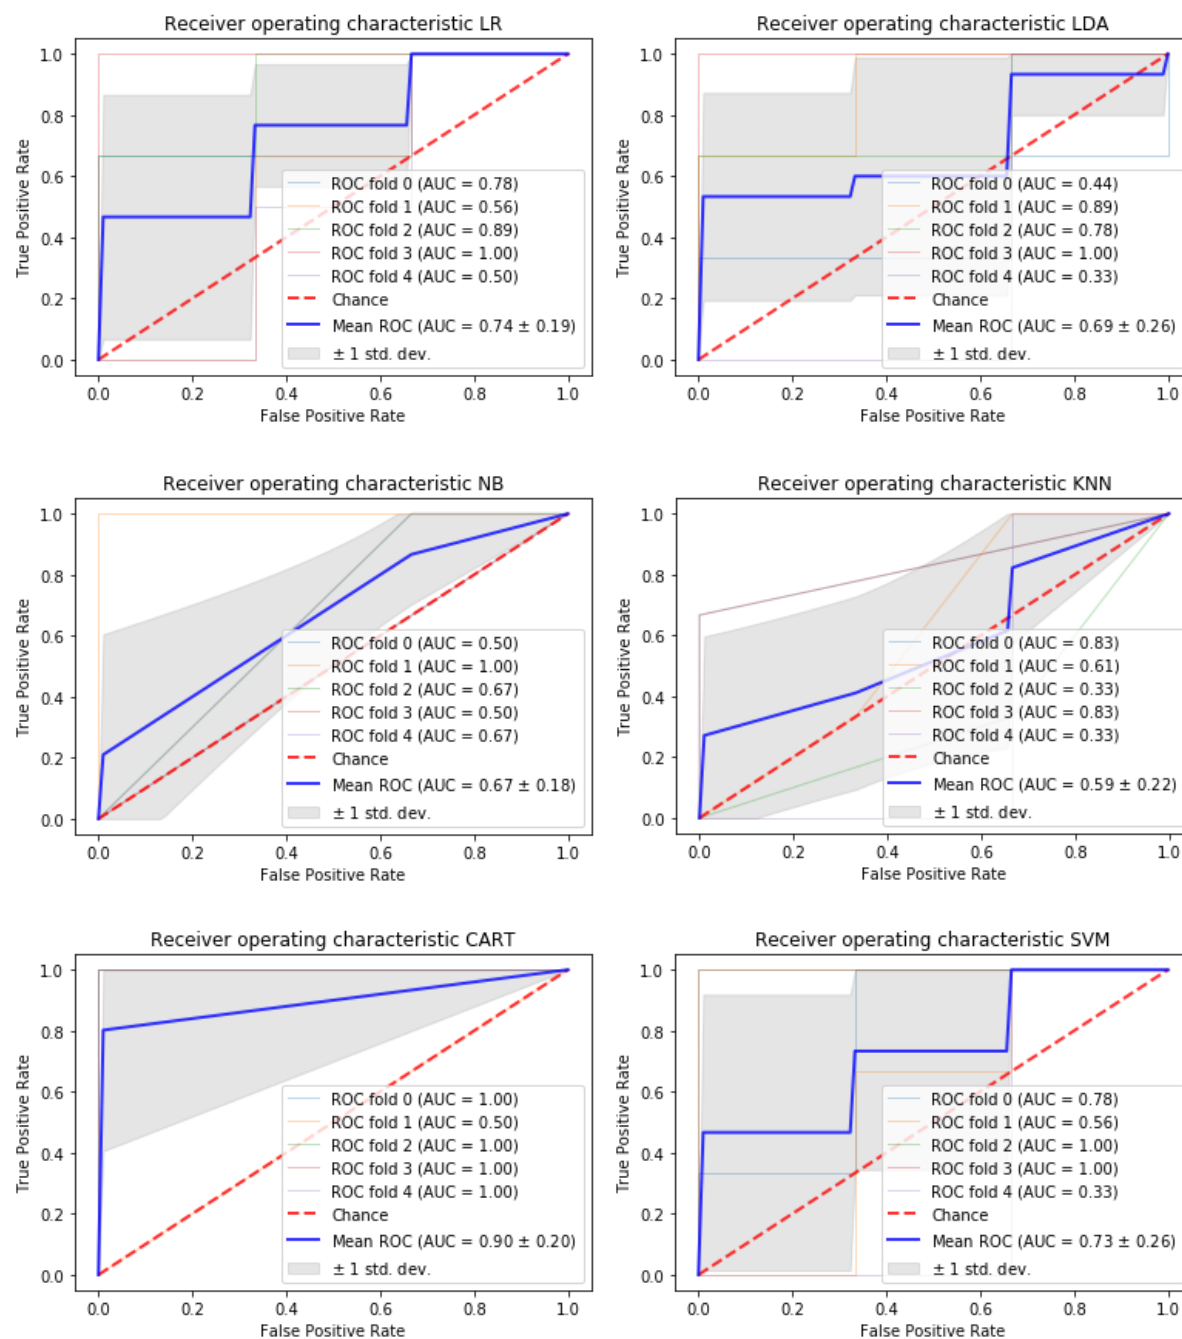 Receiver operating characteristic LR
True Positive Rate
1.0
0.8
0.6
0.4
0.2
0.0
ROC fold 0 (AUC = 0.78)
ROC fold 1 (AUC = 0.56)
ROC fold 2 (AUC = 0.89)
ROC fold 3 (AUC = 1.00)
ROC fold 4 (AUC = 0.50)
Chance
Mean ROC (AUC = 0.74 ± 0.19)
± 1 std. dev.
0.0 0.2 0.4 0.6 0.8 1.0
False Positive Rate
Receiver operating characteristic LDA
True Positive Rate
1.0
0.8
0.6
0.4
0.2
0.0
ROC fold 0 (AUC = 0.44)
ROC fold 1 (AUC = 0.89)
ROC fold 2 (AUC = 0.78)
ROC fold 3 (AUC = 1.00)
ROC fold 4 (AUC = 0.33)
Chance
Mean ROC (AUC = 0.69 ± 0.26)
± 1 std. dev.
0.0 0.2 0.4 0.6 0.8 1.0
False Positive Rate
Receiver operating characteristic NB
True Positive Rate
1.0
0.8
0.6
0.4
0.2
0.0
ROC fold 0 (AUC = 0.50)
ROC fold 1 (AUC = 1.00)
ROC fold 2 (AUC = 0.67)
ROC fold 3 (AUC = 0.50)
ROC fold 4 (AUC = 0.67)
Chance
Mean ROC (AUC = 0.67 ± 0.18)
± 1 std. dev.
0.0 0.2 0.4 0.6 0.8 1.0
False Positive Rate
Receiver operating characteristic KNN
True Positive Rate
1.0
0.8
0.6
0.4
0.2
0.0
ROC fold 0 (AUC = 0.83)
ROC fold 1 (AUC = 0.61)
ROC fold 2 (AUC = 0.33)
ROC fold 3 (AUC = 0.83)
ROC fold 4 (AUC = 0.33)
Chance
Mean ROC (AUC = 0.59 ± 0.22)
± 1 std. dev.
0.0 0.2 0.4 0.6 0.8 1.0
False Positive Rate
Receiver operating characteristic CART
True Positive Rate
1.0
0.8
0.6
0.4
0.2
0.0
ROC fold 0 (AUC = 1.00)
ROC fold 1 (AUC = 0.50)
ROC fold 2 (AUC = 1.00)
ROC fold 3 (AUC = 1.00)
ROC fold 4 (AUC = 1.00)
Chance
Mean ROC (AUC = 0.90 ± 0.20)
± 1 std. dev.
0.0 0.2 0.4 0.6 0.8 1.0
False Positive Rate
Receiver operating characteristic SVM
True Positive Rate
1.0
0.8
0.6
0.4
0.2
0.0
ROC fold 0 (AUC = 0.78)
ROC fold 1 (AUC = 0.56)
ROC fold 2 (AUC = 1.00)
ROC fold 3 (AUC = 1.00)
ROC fold 4 (AUC = 0.33)
Chance
Mean ROC (AUC = 0.73 ± 0.26)
± 1 std. dev.
0.0 0.2 0.4 0.6 0.8 1.0
False Positive Rate